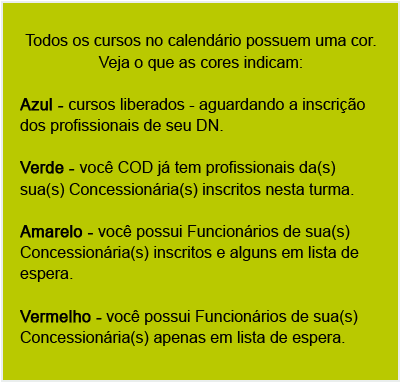 Todos os cursos no calendário possuem uma cor.
Veja o que as cores indicam:
Azul - cursos liberados - aguardando a inscrição
dos profissionais de seu DN.
Verde - você COD já tem profissionais da(s)
sua(s) Concessionária(s) inscritos nesta turma.
Amarelo - você possui Funcionários de sua(s)
Concessionária(s) inscritos e alguns em lista de
espera.
Vermelho - você possui Funcionários de sua(s)
Concessionária(s) apenas em lista de espera.